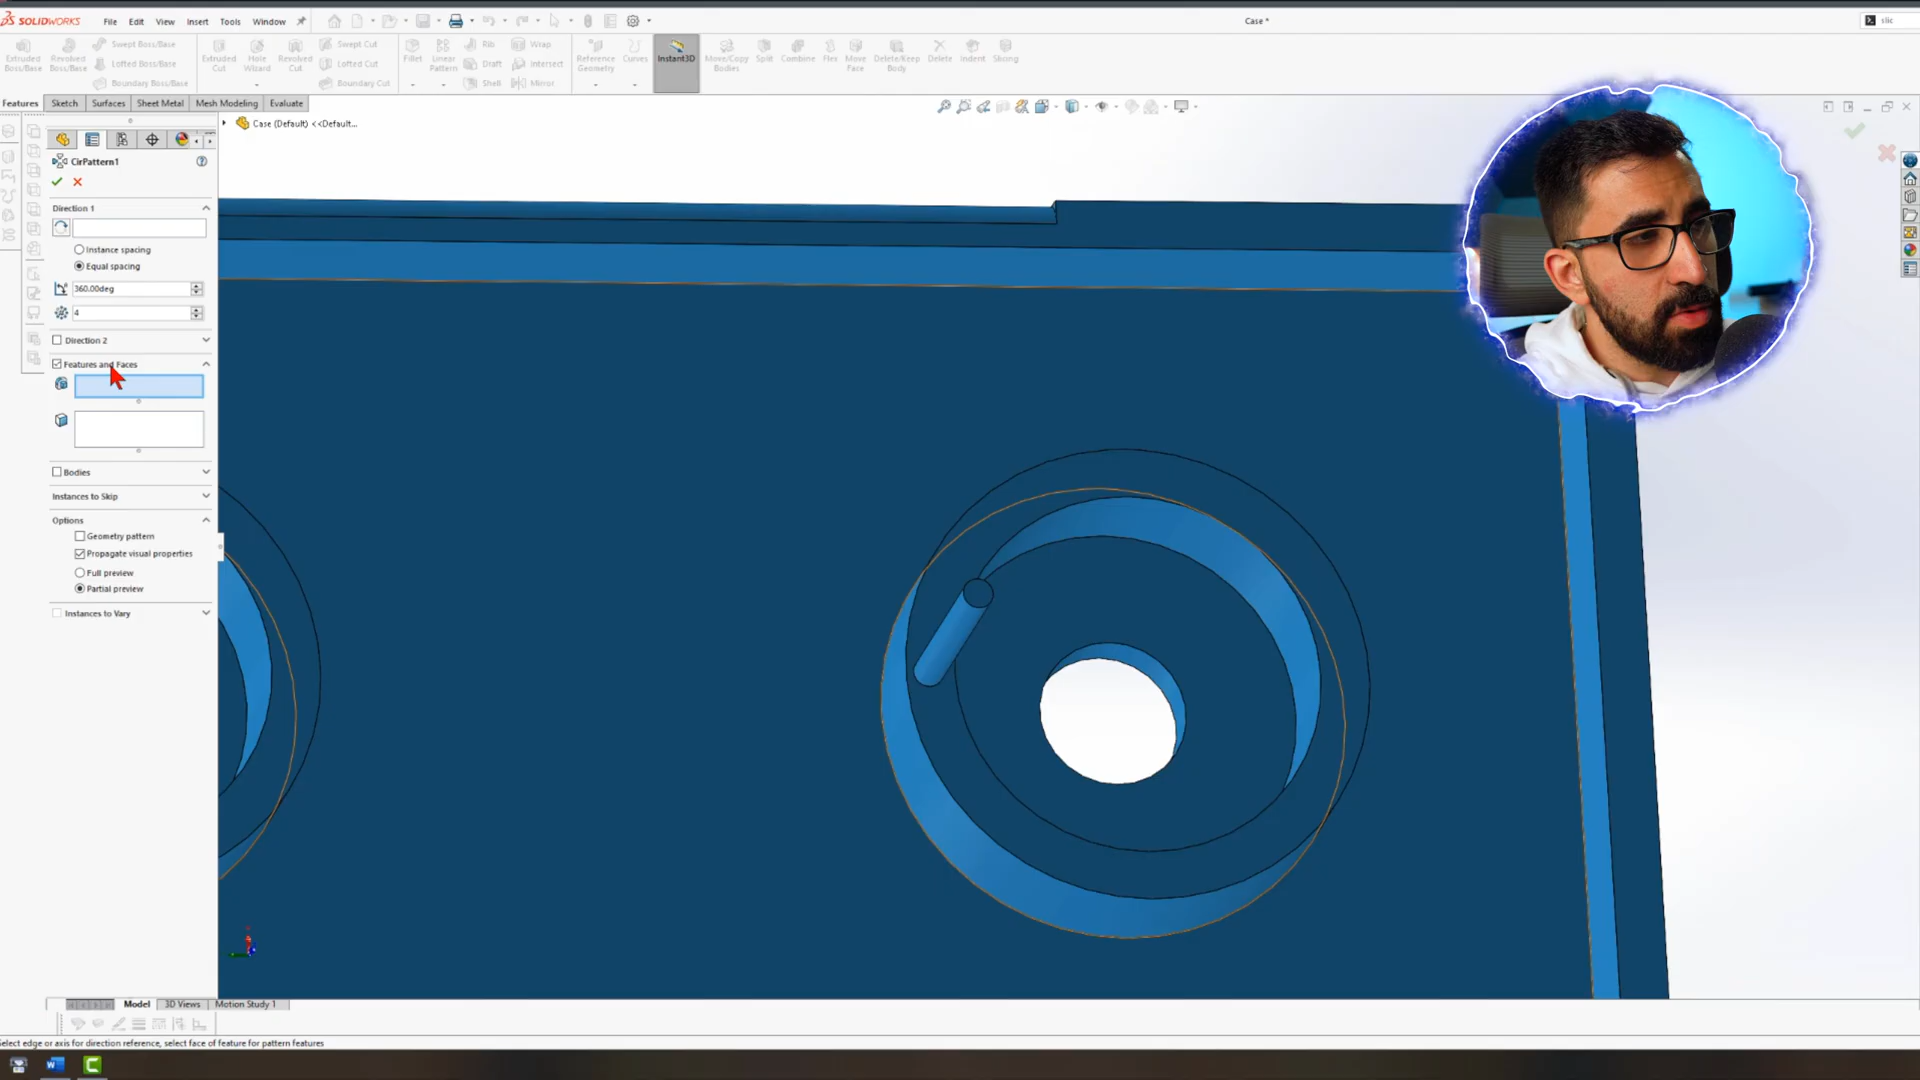 SOLIDWORKS File Edit View Insert Tools Window Case * slic
Extruded Boss/Base Revolved Boss/Base Swept Boss/Base Lofted Boss/Base Boundary Boss/Base Extruded Cut Hole Wizard Revolved Cut Swept Cut Lofted Cut Boundary Cut Fillet Linear Pattern Rib Draft Shell Wrap Intersect Mirror Reference Geometry Curves Instant3D Move/Copy Bodies Split Combine Flex Move Face Delete/Keep Body Delete Indent Slicing
Features Sketch Surfaces Sheet Metal Mesh Modeling Evaluate
Case (Default) <<Default...
CirPattern1
Direction 1
Instance spacing
Equal spacing
360.00deg
4
Direction 2
Features and Faces
Bodies
Instances to Skip
Options
Geometry pattern
Propagate visual properties
Full preview
Partial preview
Instances to Vary
Model 3D Views Motion Study 1
Select edge or axis for direction reference, select face of feature for pattern features